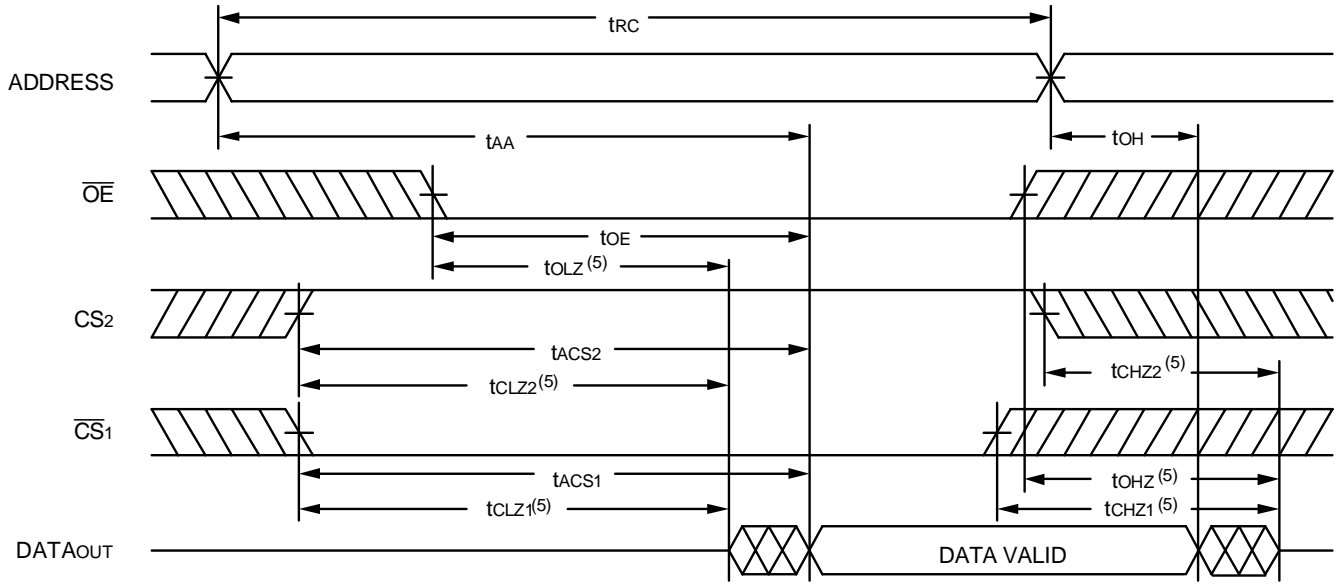 tRC
ADDRESS
tAA
tOH
OE
tOE
tOLZ (5)
CS2
tACS2
tCLZ2 (5)
tCHZ2 (5)
CS1
tACS1
tOHZ (5)
tCLZ1 (5)
tCHZ1 (5)
DATAOUT
DATA VALID